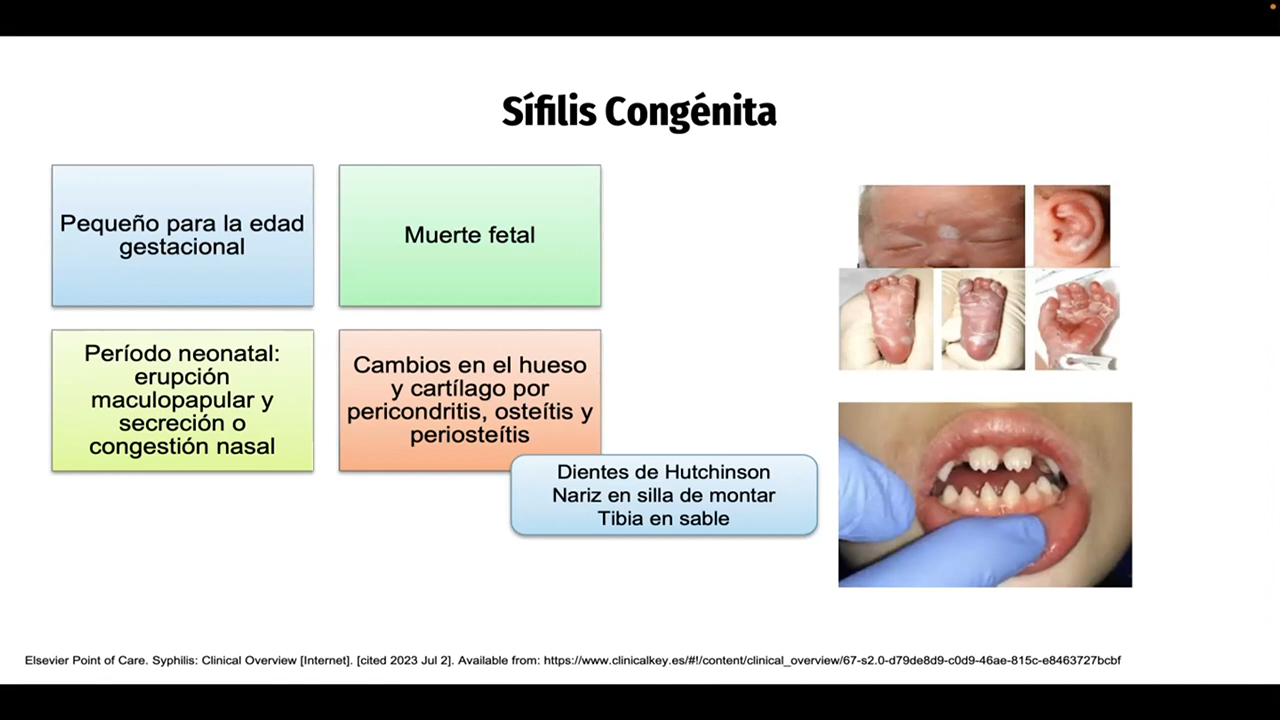 Sífilis Congénita
Pequeño para la edad
gestacional
Muerte fetal
Período neonatal:
erupción
maculopapular y
secreción o
congestión nasal
Cambios en el hueso
y cartílago por
pericondritis, osteítis y
periosteítis
Dientes de Hutchinson
Nariz en silla de montar
Tibia en sable
Elsevier Point of Care. Syphilis: Clinical Overview [Internet]. [cited 2023 Jul 2]. Available from: https://www.clinicalkey.es/#!/content/clinical_overview/67-s2.0-d79de8d9-c0d9-46ae-815c-e8463727bcbf